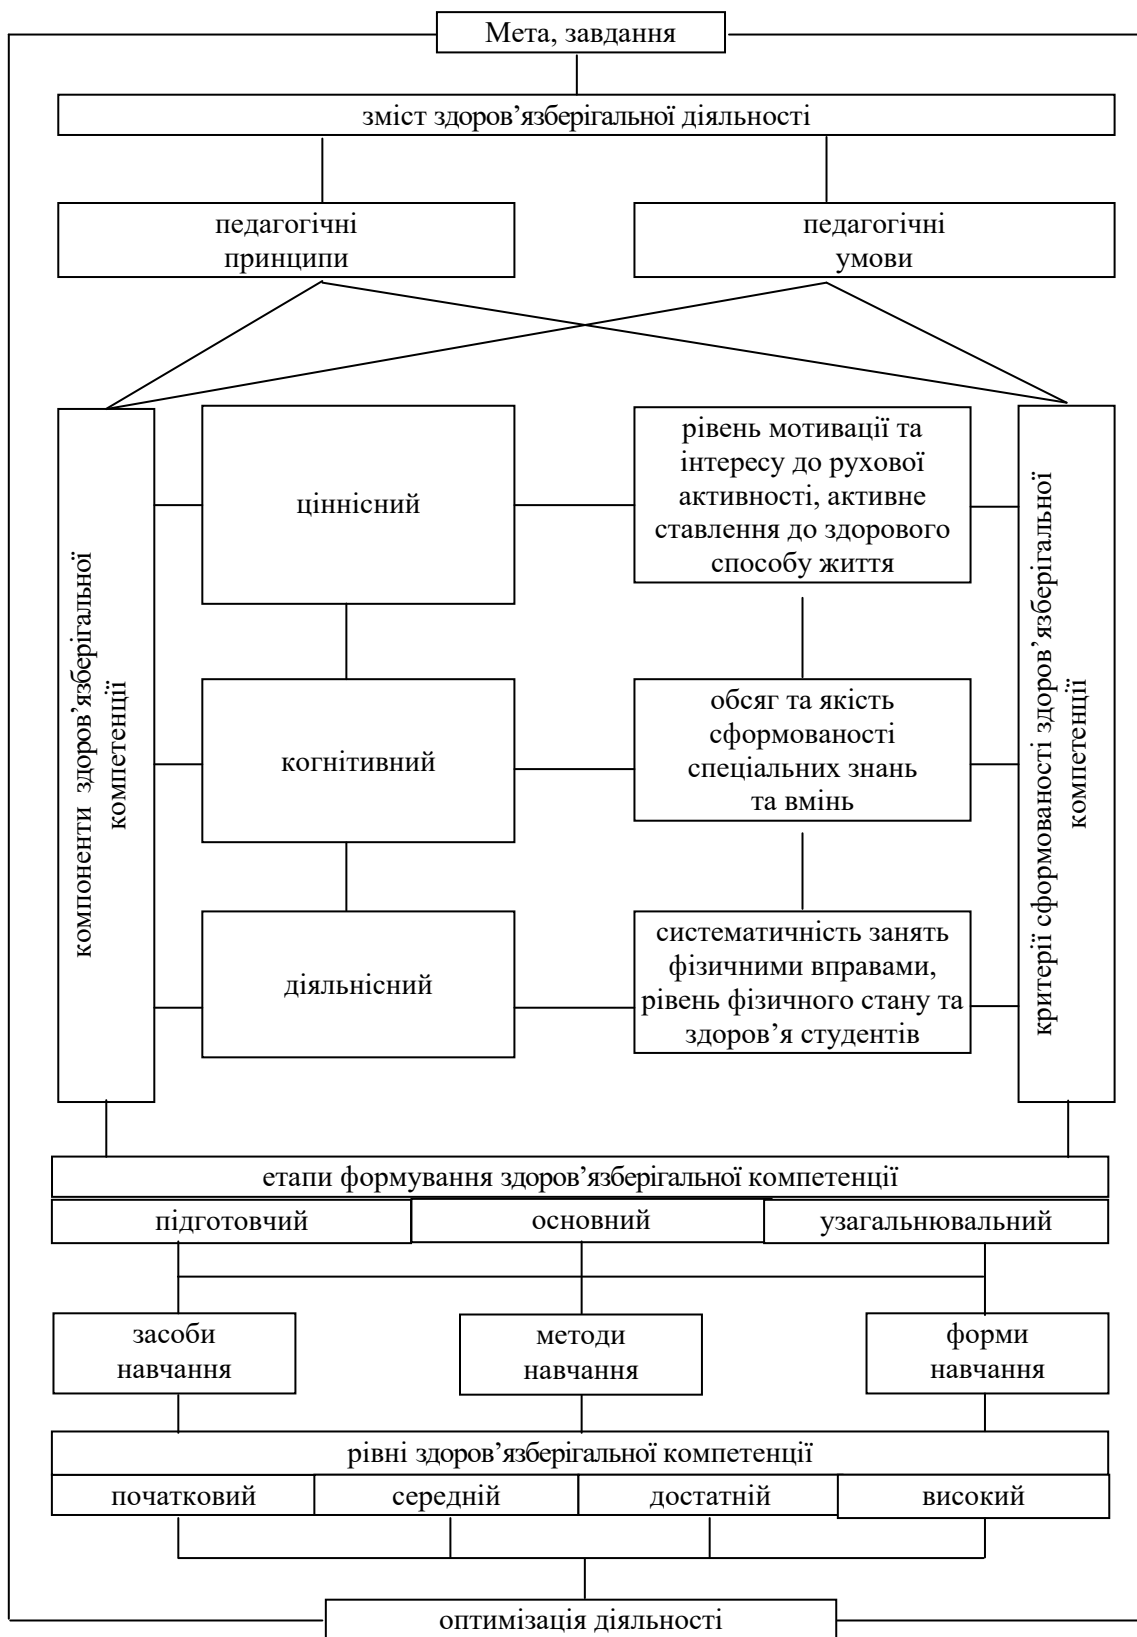 Мета, завдання
зміст здоров’язберігальної діяльності
педагогічні
принципи
педагогічні
умови
компоненти здоров’язберігальної
компетенції
ціннісний
рівень мотивації та
інтересу до рухової
активності, активне
ставлення до здорового
способу життя
критерії сформованості здоров’язберігальної
компетенції
когнітивний
обсяг та якість
сформованості
спеціальних знань
та вмінь
діяльнісний
систематичність занять
фізичними вправами,
рівень фізичного стану та
здоров’я студентів
етапи формування здоров’язберігальної компетенції
підготовчий
основний
узагальнювальний
засоби
навчання
методи
навчання
форми
навчання
рівні здоров’язберігальної компетенції
початковий
середній
достатній
високий
оптимізація діяльності